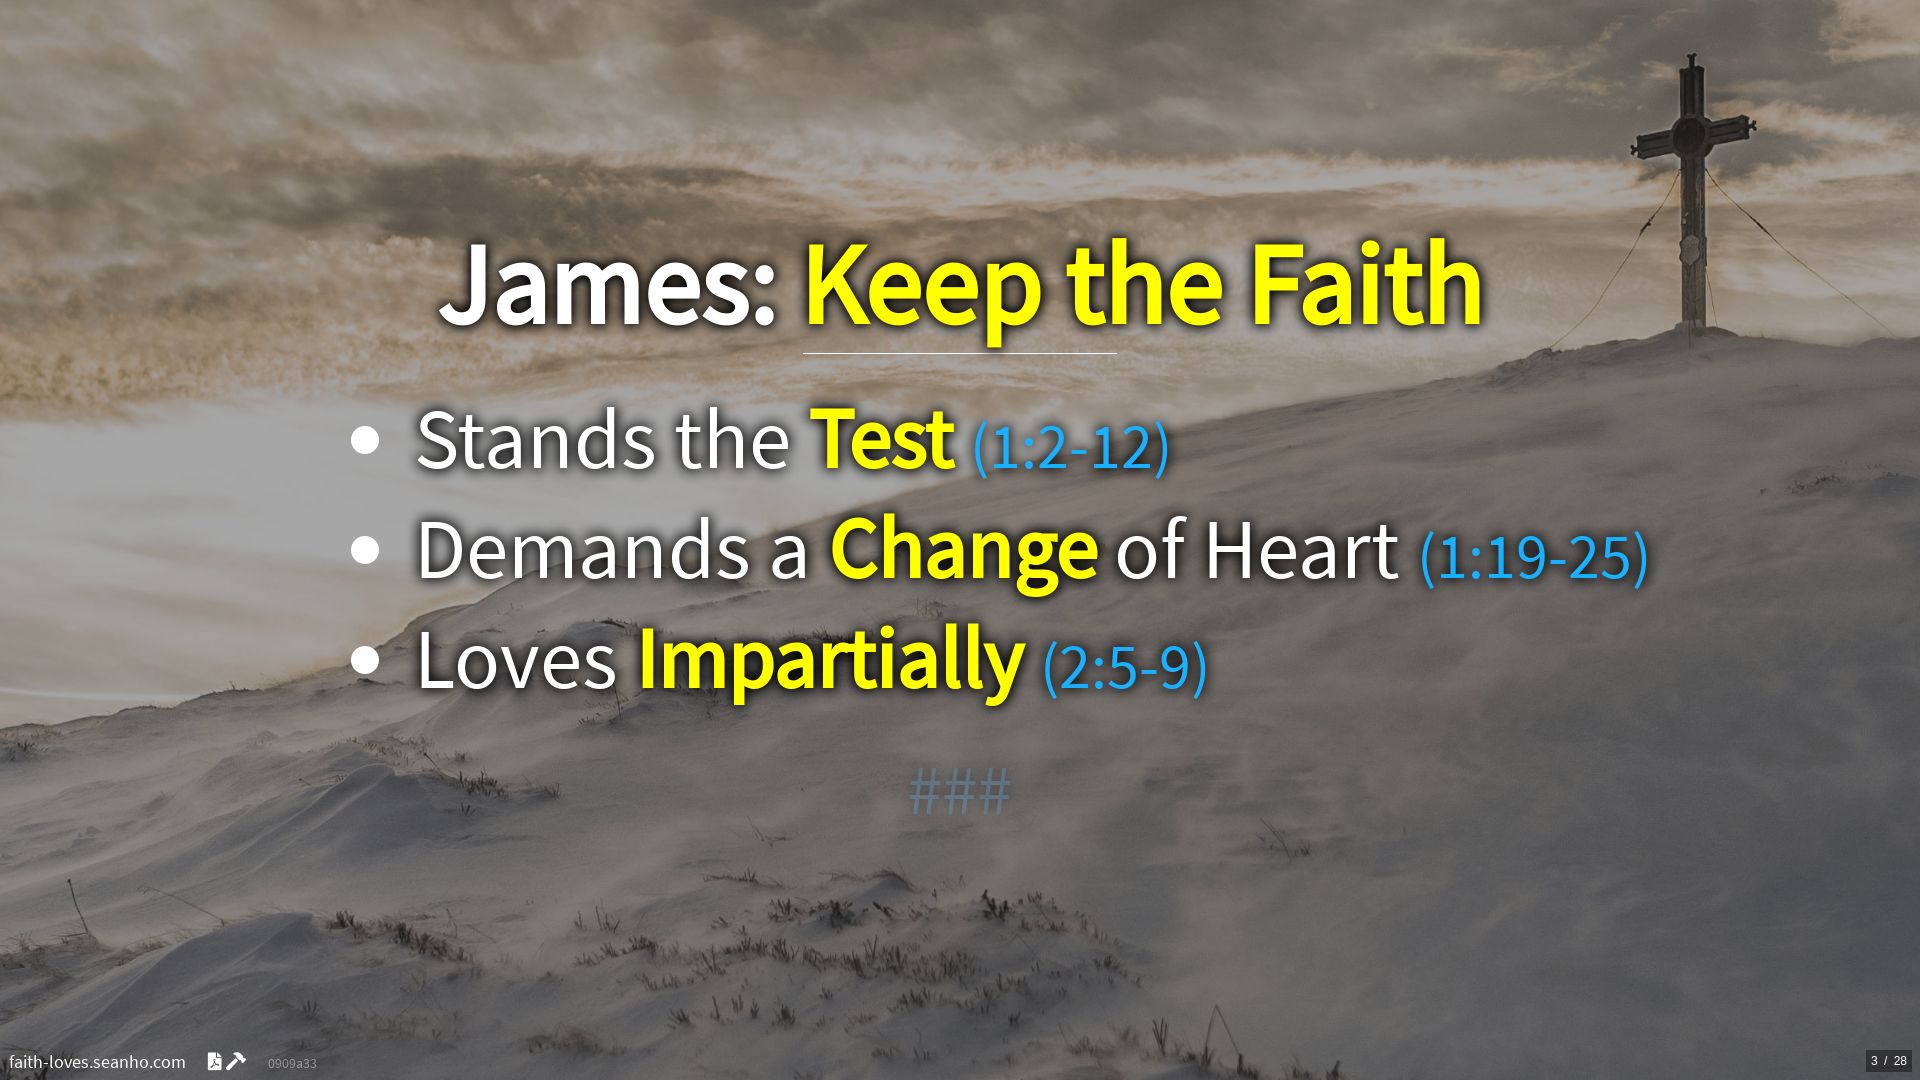 James: Keep the Faith
• Stands the Test (1:2-12)
• Demands a Change of Heart (1:19-25)
• Loves Impartially (2:5-9)
###
faith-loves.seanho.com 0909a33
3 / 28